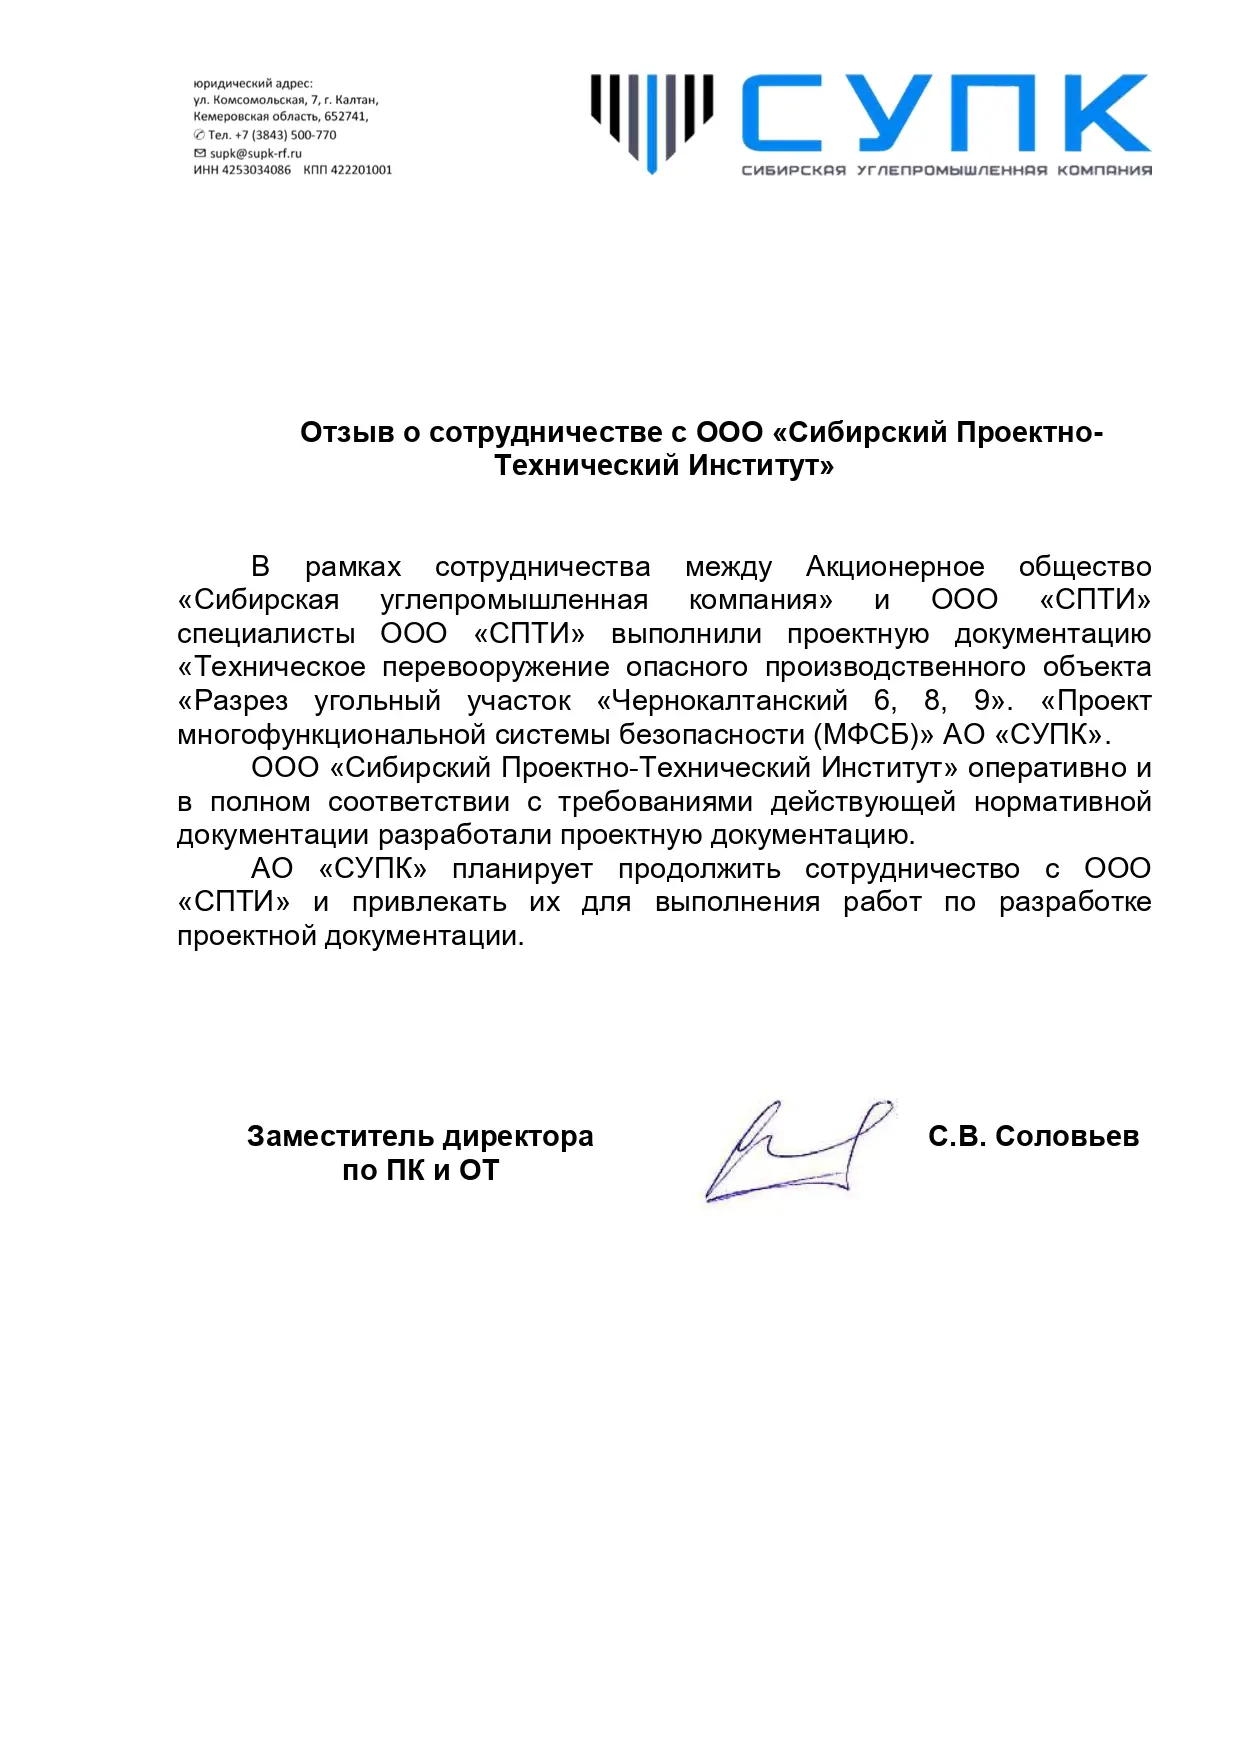 юридический адрес:
ул. Комсомольская, 7, г. Калтан,
Кемеровская область, 652741,
✆ Тел. +7 (3843) 500-770
✉ supk@supk-rf.ru
ИНН 4253034086 КПП 422201001
СУПК
СИБИРСКАЯ УГЛЕПРОМЫШЛЕННАЯ КОМПАНИЯ
Отзыв о сотрудничестве с ООО «Сибирский Проектно-
Технический Институт»
В рамках сотрудничества между Акционерное общество
«Сибирская углепромышленная компания» и ООО «СПТИ»
специалисты ООО «СПТИ» выполнили проектную документацию
«Техническое перевооружение опасного производственного объекта
«Разрез угольный участок «Чернокалтанский 6, 8, 9». «Проект
многофункциональной системы безопасности (МФСБ)» АО «СУПК».
ООО «Сибирский Проектно-Технический Институт» оперативно и
в полном соответствии с требованиями действующей нормативной
документации разработали проектную документацию.
АО «СУПК» планирует продолжить сотрудничество с ООО
«СПТИ» и привлекать их для выполнения работ по разработке
проектной документации.
Заместитель директора
по ПК и ОТ
С.В. Соловьев